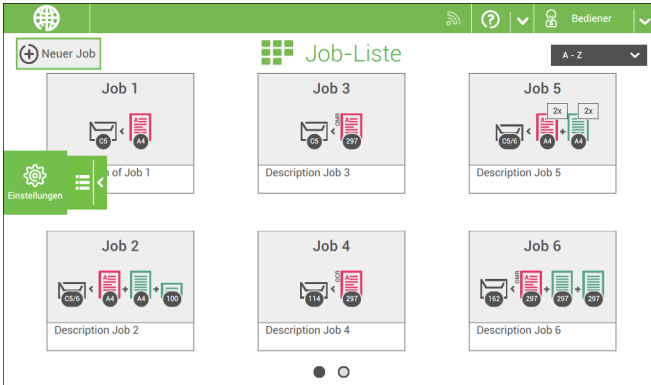 Bediener
Neuer Job
Job-Liste
A - Z
Job 1
C5
A4
of Job 1
Job 3
C5
OMR
297
Description Job 3
Job 5
2x
2x
C5/6
A4
A4
Description Job 5
Einstellungen
Job 2
C5/6
A4
A4
100
Description Job 2
Job 4
114
OCR
297
Description Job 4
Job 6
162
OMR
297
297
297
Description Job 6